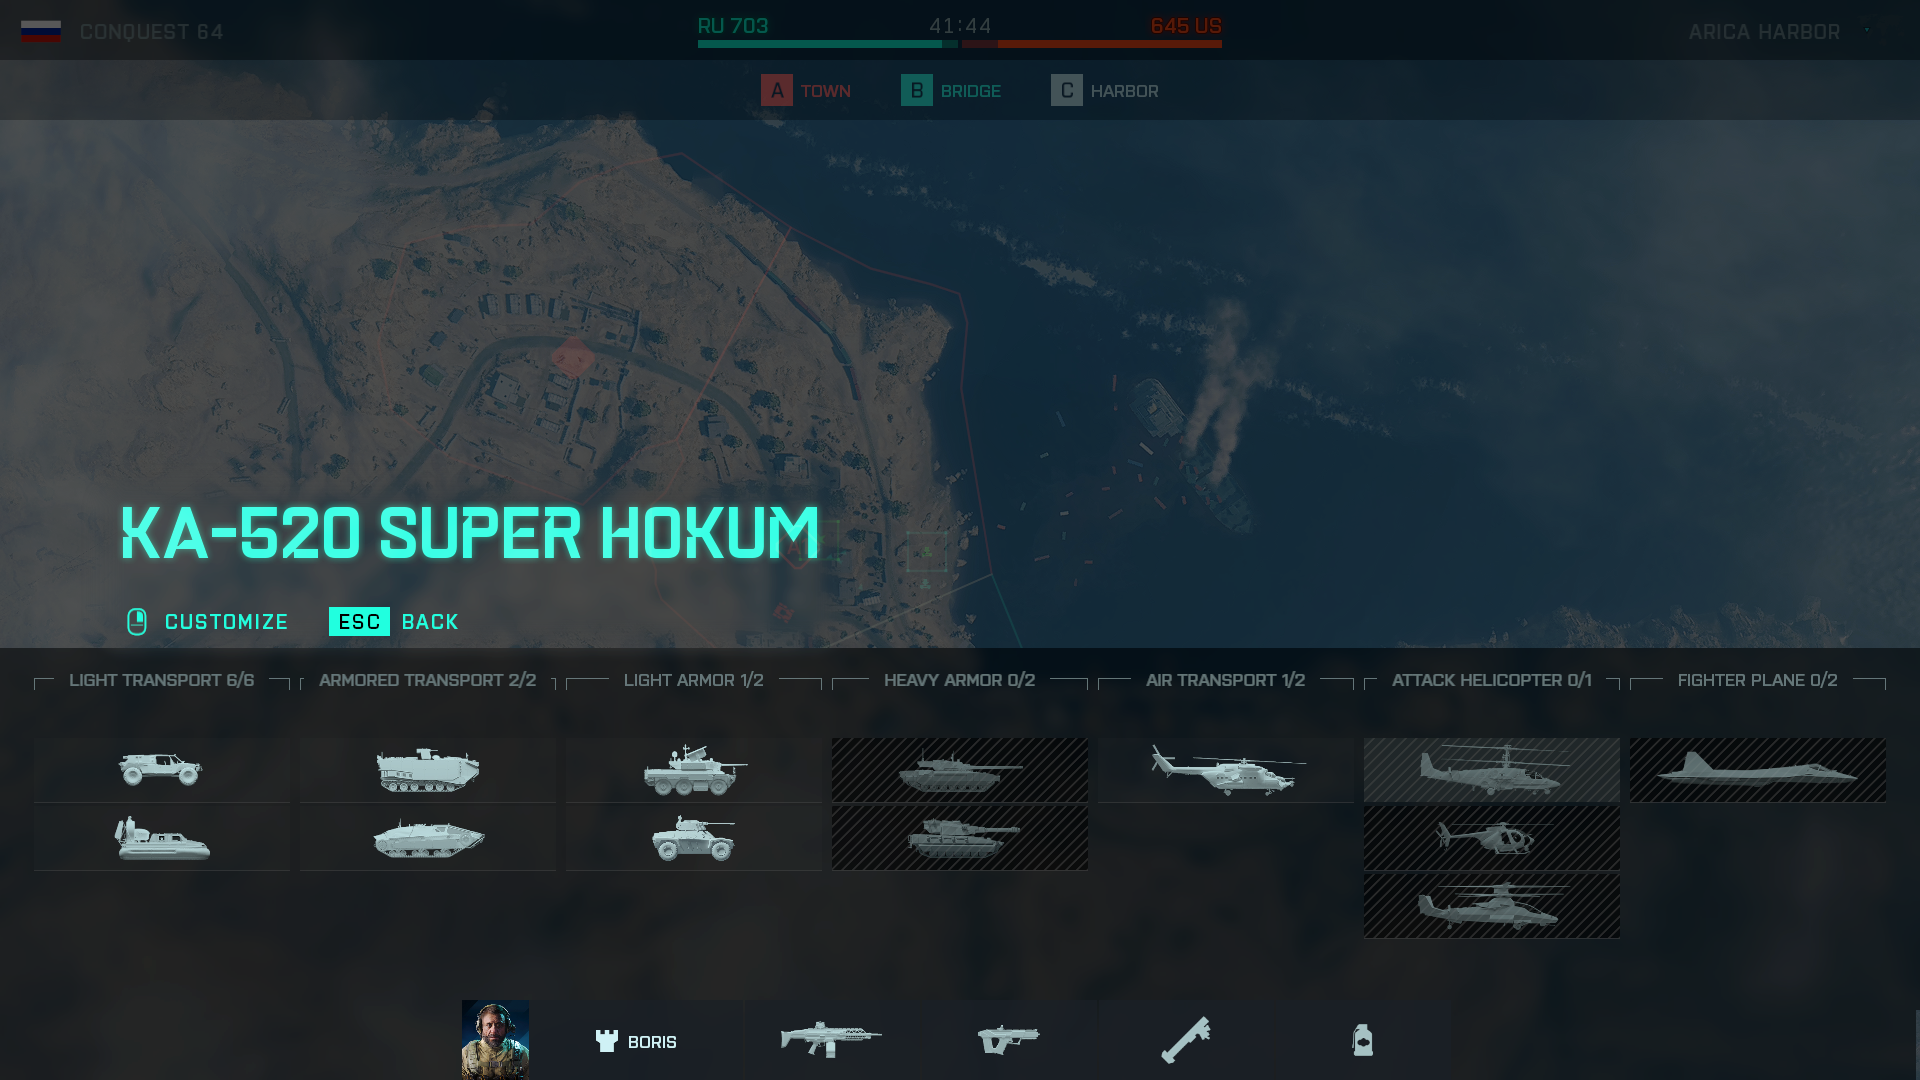 CONQUEST 64
RU 703
41:44
645 US
ARICA HARBOR
A TOWN
B BRIDGE
C HARBOR
KA-520 SUPER HOKUM
CUSTOMIZE
ESC BACK
LIGHT TRANSPORT 6/6
ARMORED TRANSPORT 2/2
LIGHT ARMOR 1/2
HEAVY ARMOR 0/2
AIR TRANSPORT 1/2
ATTACK HELICOPTER 0/1
FIGHTER PLANE 0/2
BORIS